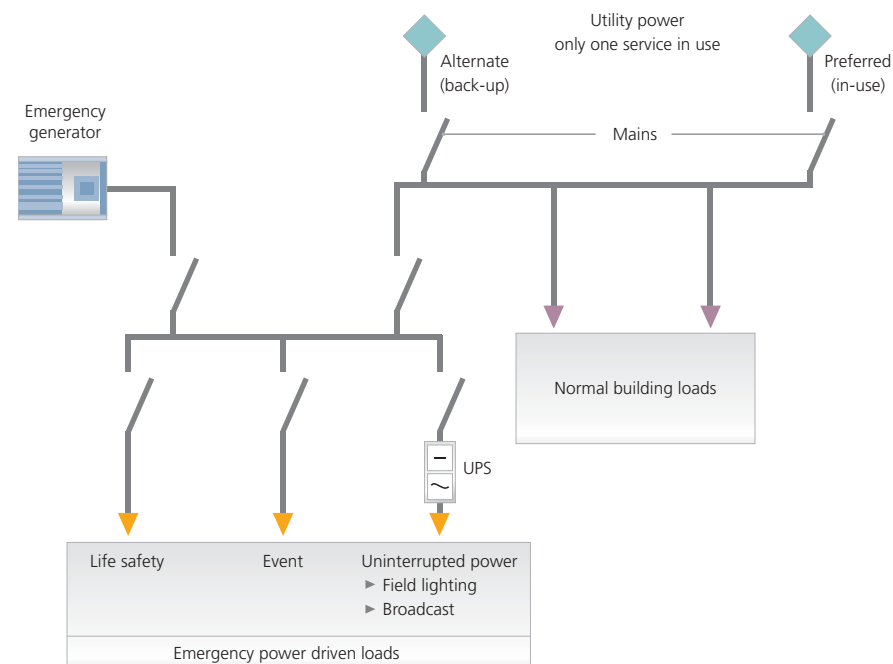 Utility power
only one service in use
Alternate
(back-up)
Preferred
(in-use)
Mains
Emergency
generator
Normal building loads
UPS
Life safety
Event
Uninterrupted power
► Field lighting
► Broadcast
Emergency power driven loads